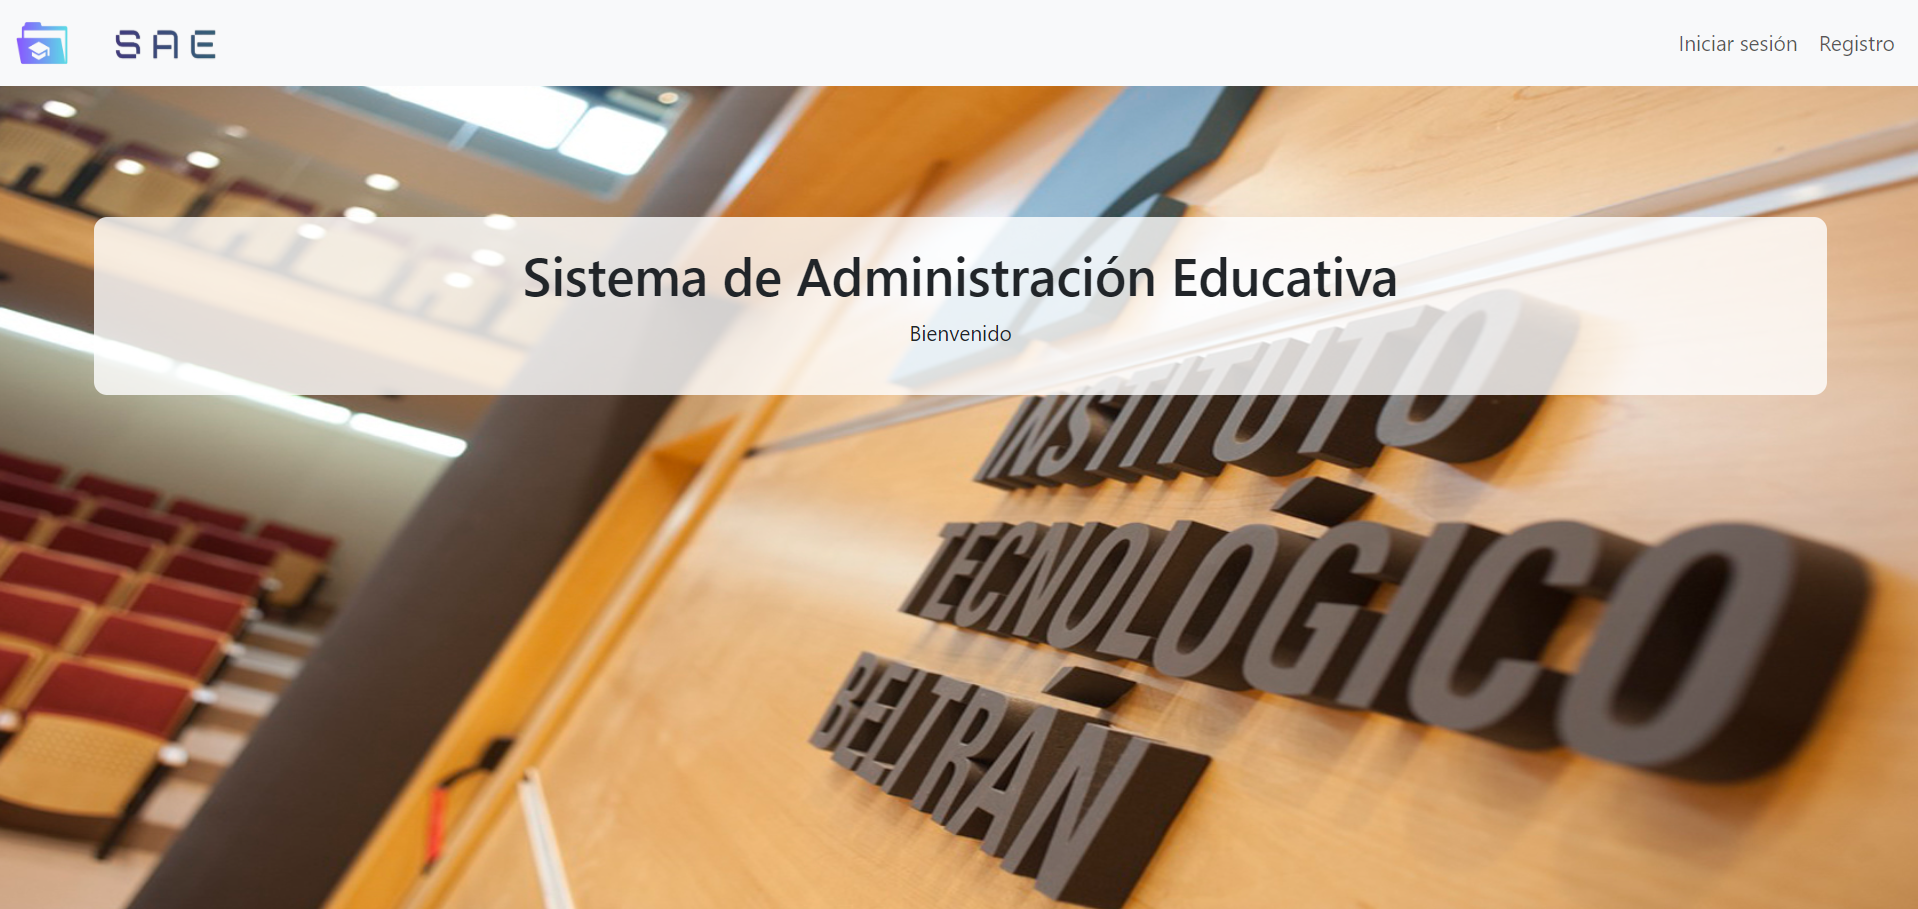 SAE
Iniciar sesión
Registro
Sistema de Administración Educativa
Bienvenido
INSTITUTO
TECNOLÓGICO
BELTRÁN